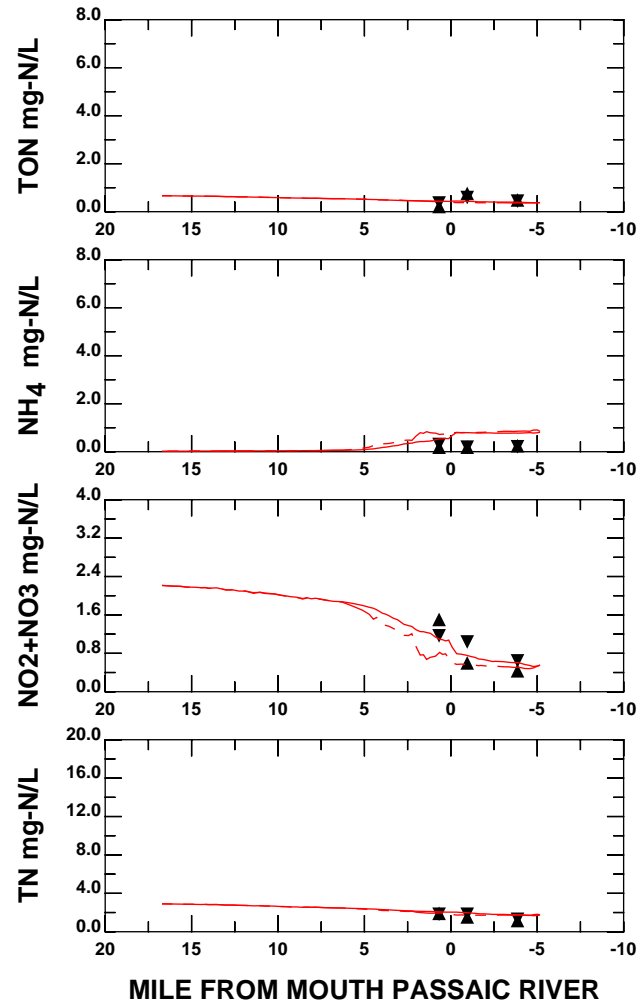 TON mg-N/L
8.0
6.0
4.0
2.0
0.0
20 15 10 5 0 -5 -10
NH4 mg-N/L
8.0
6.0
4.0
2.0
0.0
20 15 10 5 0 -5 -10
NO2+NO3 mg-N/L
4.0
3.2
2.4
1.6
0.8
0.0
20 15 10 5 0 -5 -10
TN mg-N/L
20.0
16.0
12.0
8.0
4.0
0.0
20 15 10 5 0 -5 -10
MILE FROM MOUTH PASSAIC RIVER